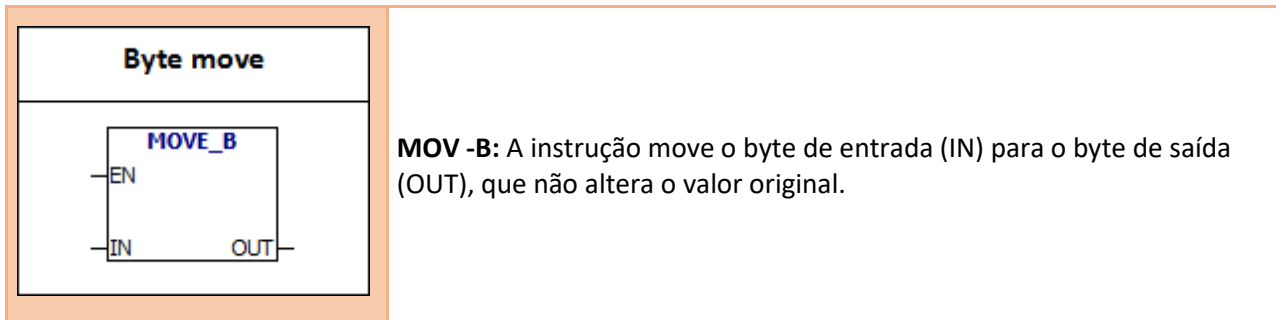 Byte move
MOVE_B
EN
IN OUT
MOV -B: A instrução move o byte de entrada (IN) para o byte de saída
(OUT), que não altera o valor original.